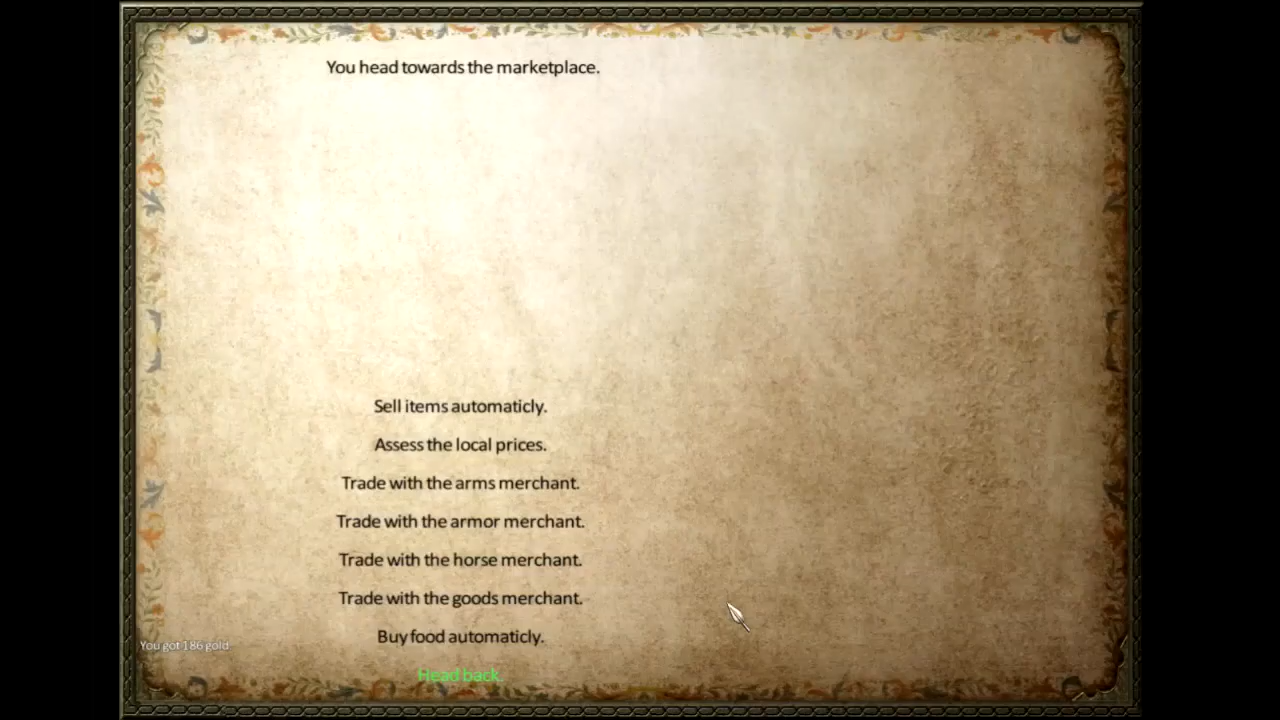 You head towards the marketplace.
Sell items automaticly.
Assess the local prices.
Trade with the arms merchant.
Trade with the armor merchant.
Trade with the horse merchant.
Trade with the goods merchant.
Buy food automaticly.
You got 186 gold.
Head back.